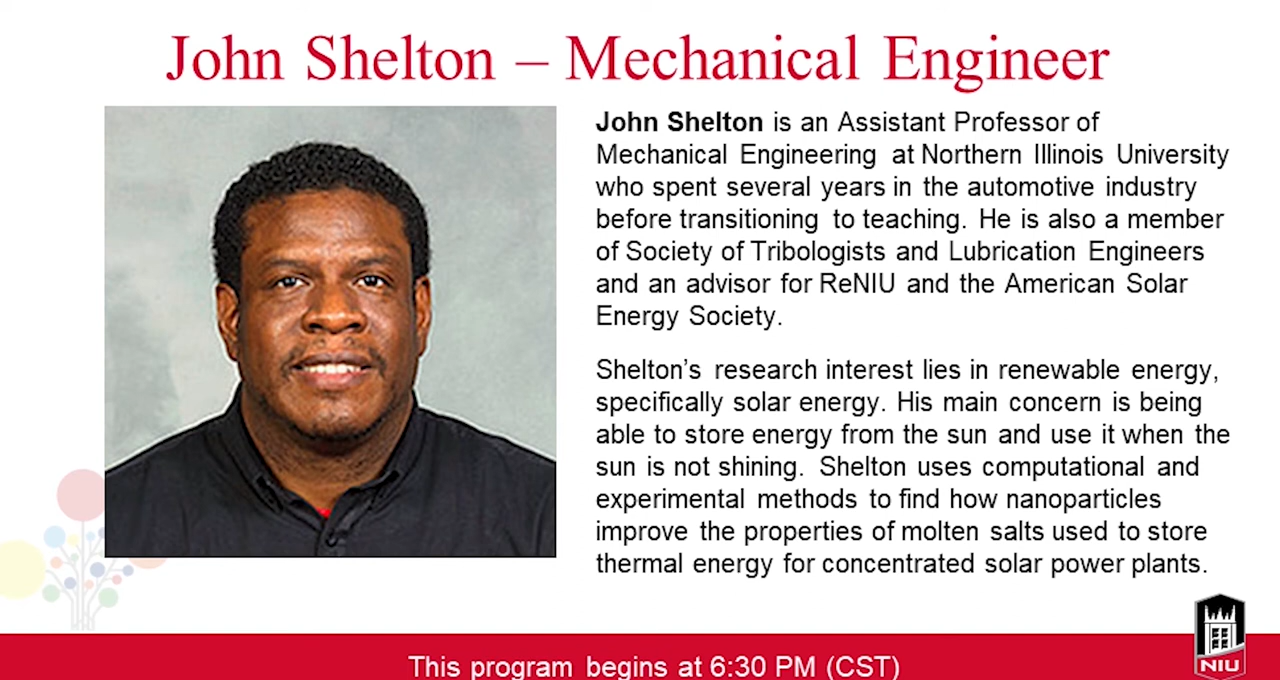 John Shelton – Mechanical Engineer
John Shelton is an Assistant Professor of
Mechanical Engineering at Northern Illinois University
who spent several years in the automotive industry
before transitioning to teaching. He is also a member
of Society of Tribologists and Lubrication Engineers
and an advisor for ReNIU and the American Solar
Energy Society.
Shelton’s research interest lies in renewable energy,
specifically solar energy. His main concern is being
able to store energy from the sun and use it when the
sun is not shining. Shelton uses computational and
experimental methods to find how nanoparticles
improve the properties of molten salts used to store
thermal energy for concentrated solar power plants.
NIU
This program begins at 6:30 PM (CST)